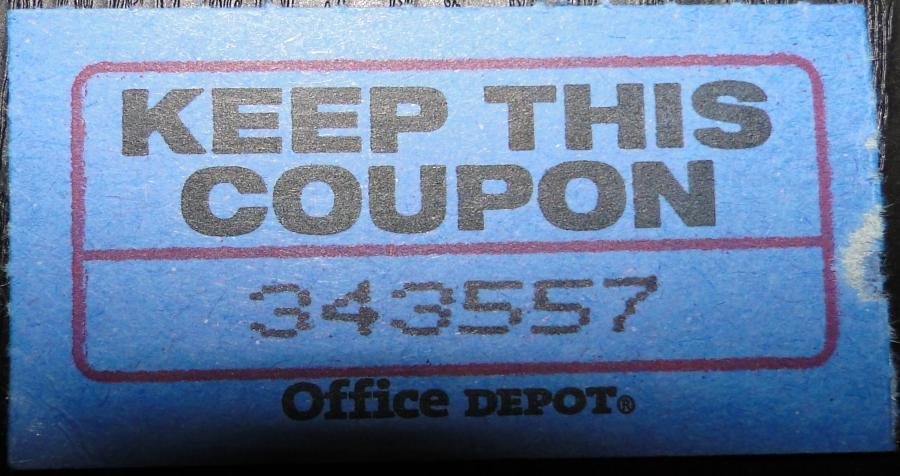 KEEP THIS
COUPON
343557
Office DEPOT®